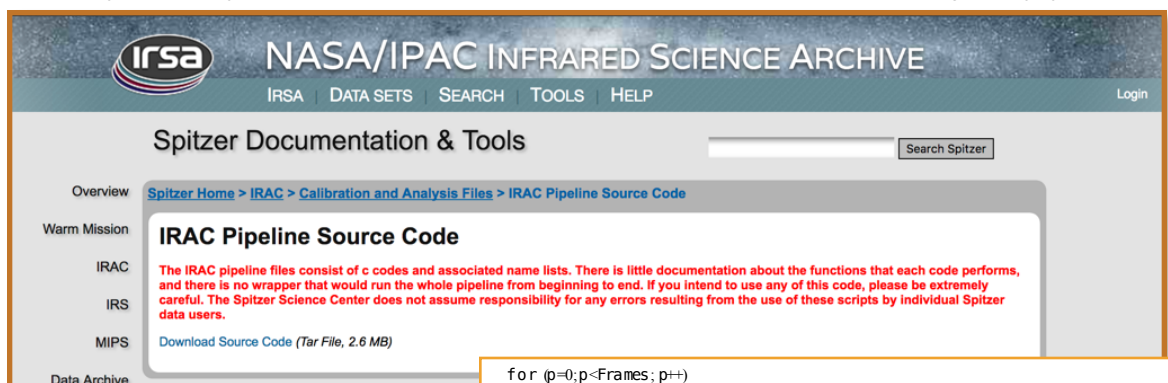 irsa
NASA/IPAC INFRARED SCIENCE ARCHIVE
IRSA | DATA SETS | SEARCH | TOOLS | HELP
Login
Spitzer Documentation & Tools
Search Spitzer
Overview
Spitzer Home > IRAC > Calibration and Analysis Files > IRAC Pipeline Source Code
Warm Mission
IRAC Pipeline Source Code
IRAC
The IRAC pipeline files consist of c codes and associated name lists. There is little documentation about the functions that each code performs,
and there is no wrapper that would run the whole pipeline from beginning to end. If you intend to use any of this code, please be extremely
IRS
careful. The Spitzer Science Center does not assume responsibility for any errors resulting from the use of these scripts by individual Spitzer
data users.
MIPS
Download Source Code (Tar File, 2.6 MB)
Data Archive
for (p=0;p<Frames; p++)